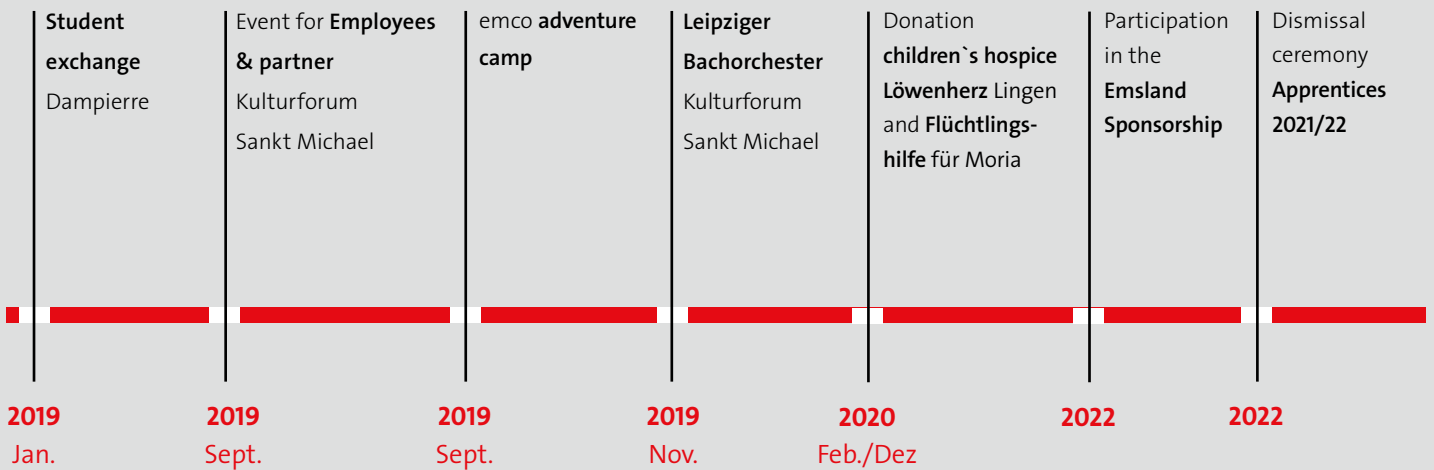 Student
exchange
Dampierre
Event for Employees
& partner
Kulturforum
Sankt Michael
emco adventure
camp
Leipziger
Bachorchester
Kulturforum
Sankt Michael
Donation
children`s hospice
Löwenherz Lingen
and Flüchtlings-
hilfe für Moria
Participation
in the
Emsland
Sponsorship
Dismissal
ceremony
Apprentices
2021/22
2019
Jan.
2019
Sept.
2019
Sept.
2019
Nov.
2020
Feb./Dez
2022
2022